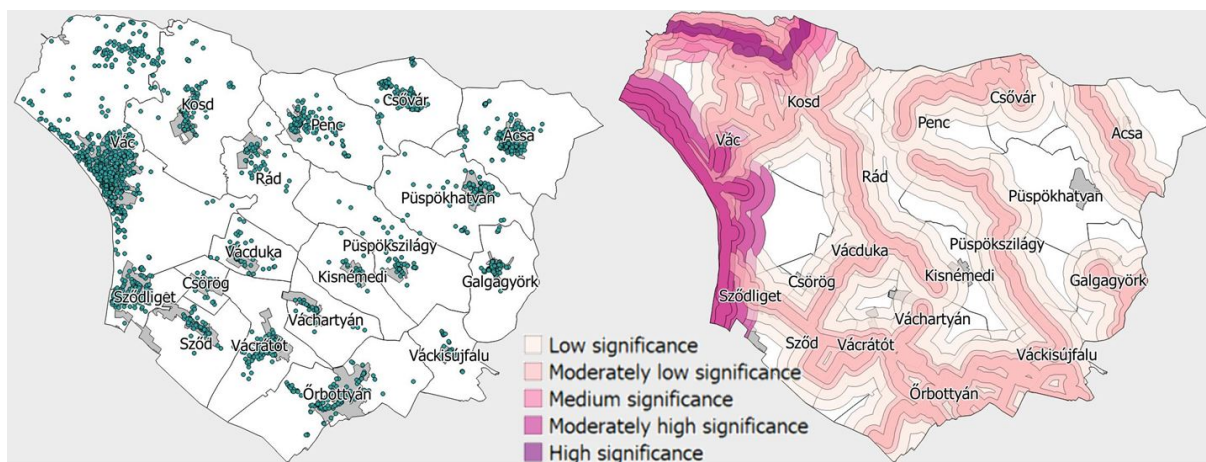 Kosd
Csővár
Penc
Acsa
Vác
Rád
Püspökhatvan
Vácduka
Püspökszilágy
Csörög
Kisnémedi
Galgagyörk
Sződliget
Váchartyán
Sződ
Vácrátót
Váckisújfalu
Őrbottyán
Kosd
Csővár
Penc
Acsa
Vác
Rád
Püspökhatvan
Vácduka
Püspökszilágy
Csörög
Kisnémedi
Galgagyörk
Sződliget
Váchartyán
Sződ
Vácrátót
Váckisújfalu
Őrbottyán
Low significance
Moderately low significance
Medium significance
Moderately high significance
High significance